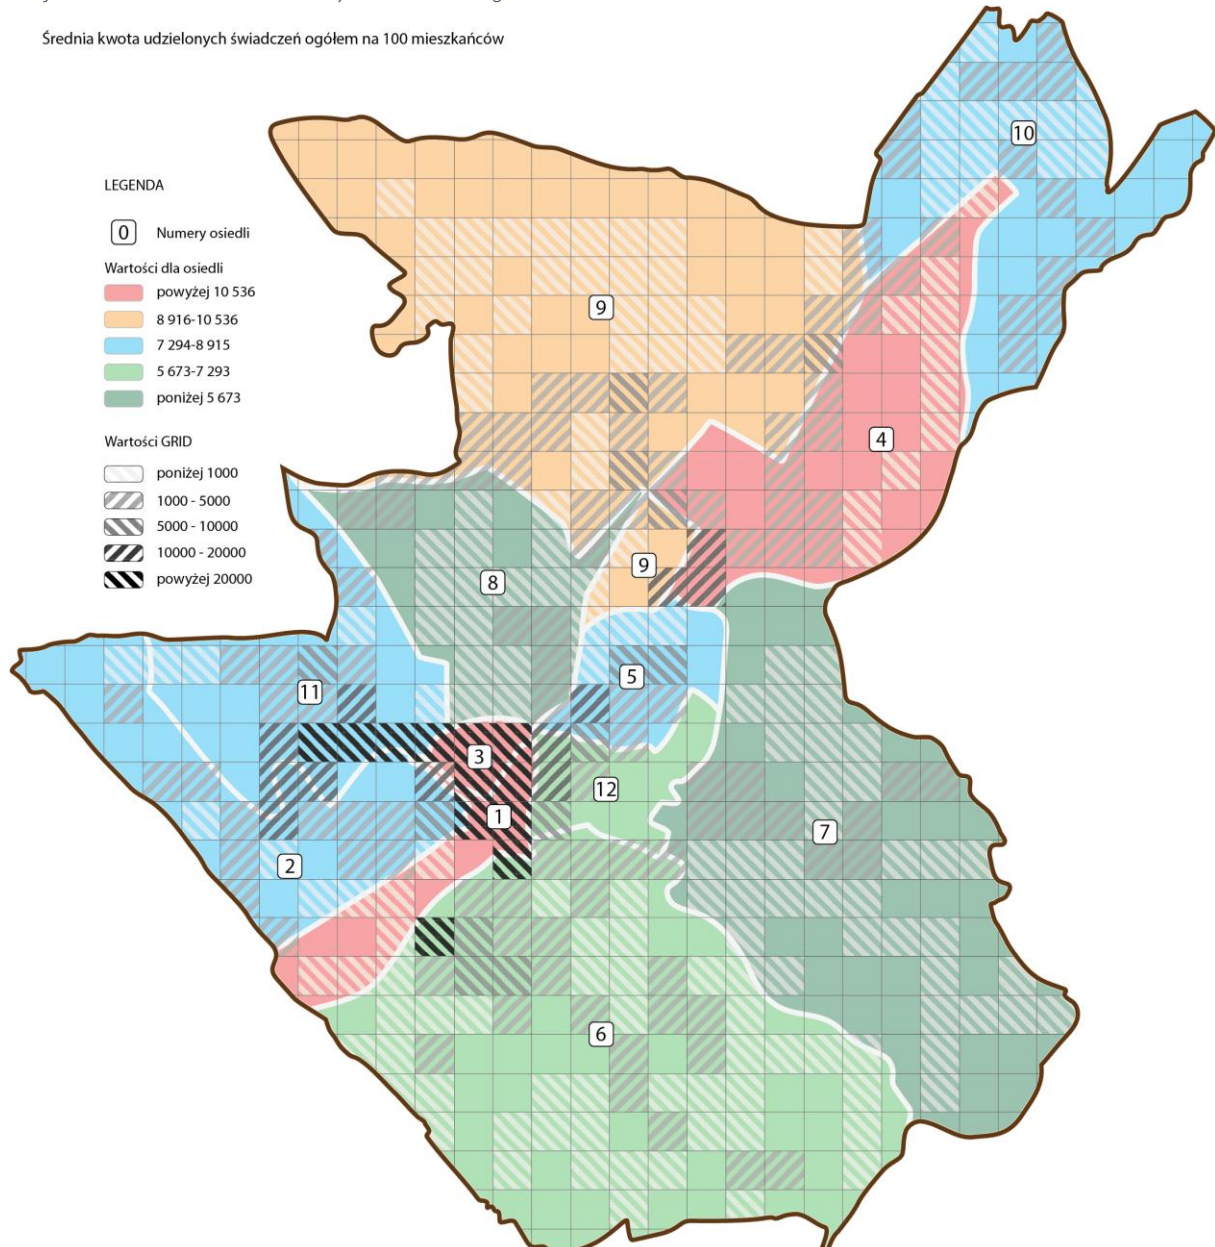 Średnia kwota udzielonych świadczeń ogółem na 100 mieszkańców
LEGENDA
0 Numery osiedli
Wartości dla osiedli
powyżej 10 536
8 916-10 536
7 294-8 915
5 673-7 293
poniżej 5 673
Wartości GRID
poniżej 1000
1000 - 5000
5000 - 10000
10000 - 20000
powyżej 20000
10
9
4
8
9
5
11
3
12
1
7
2
6